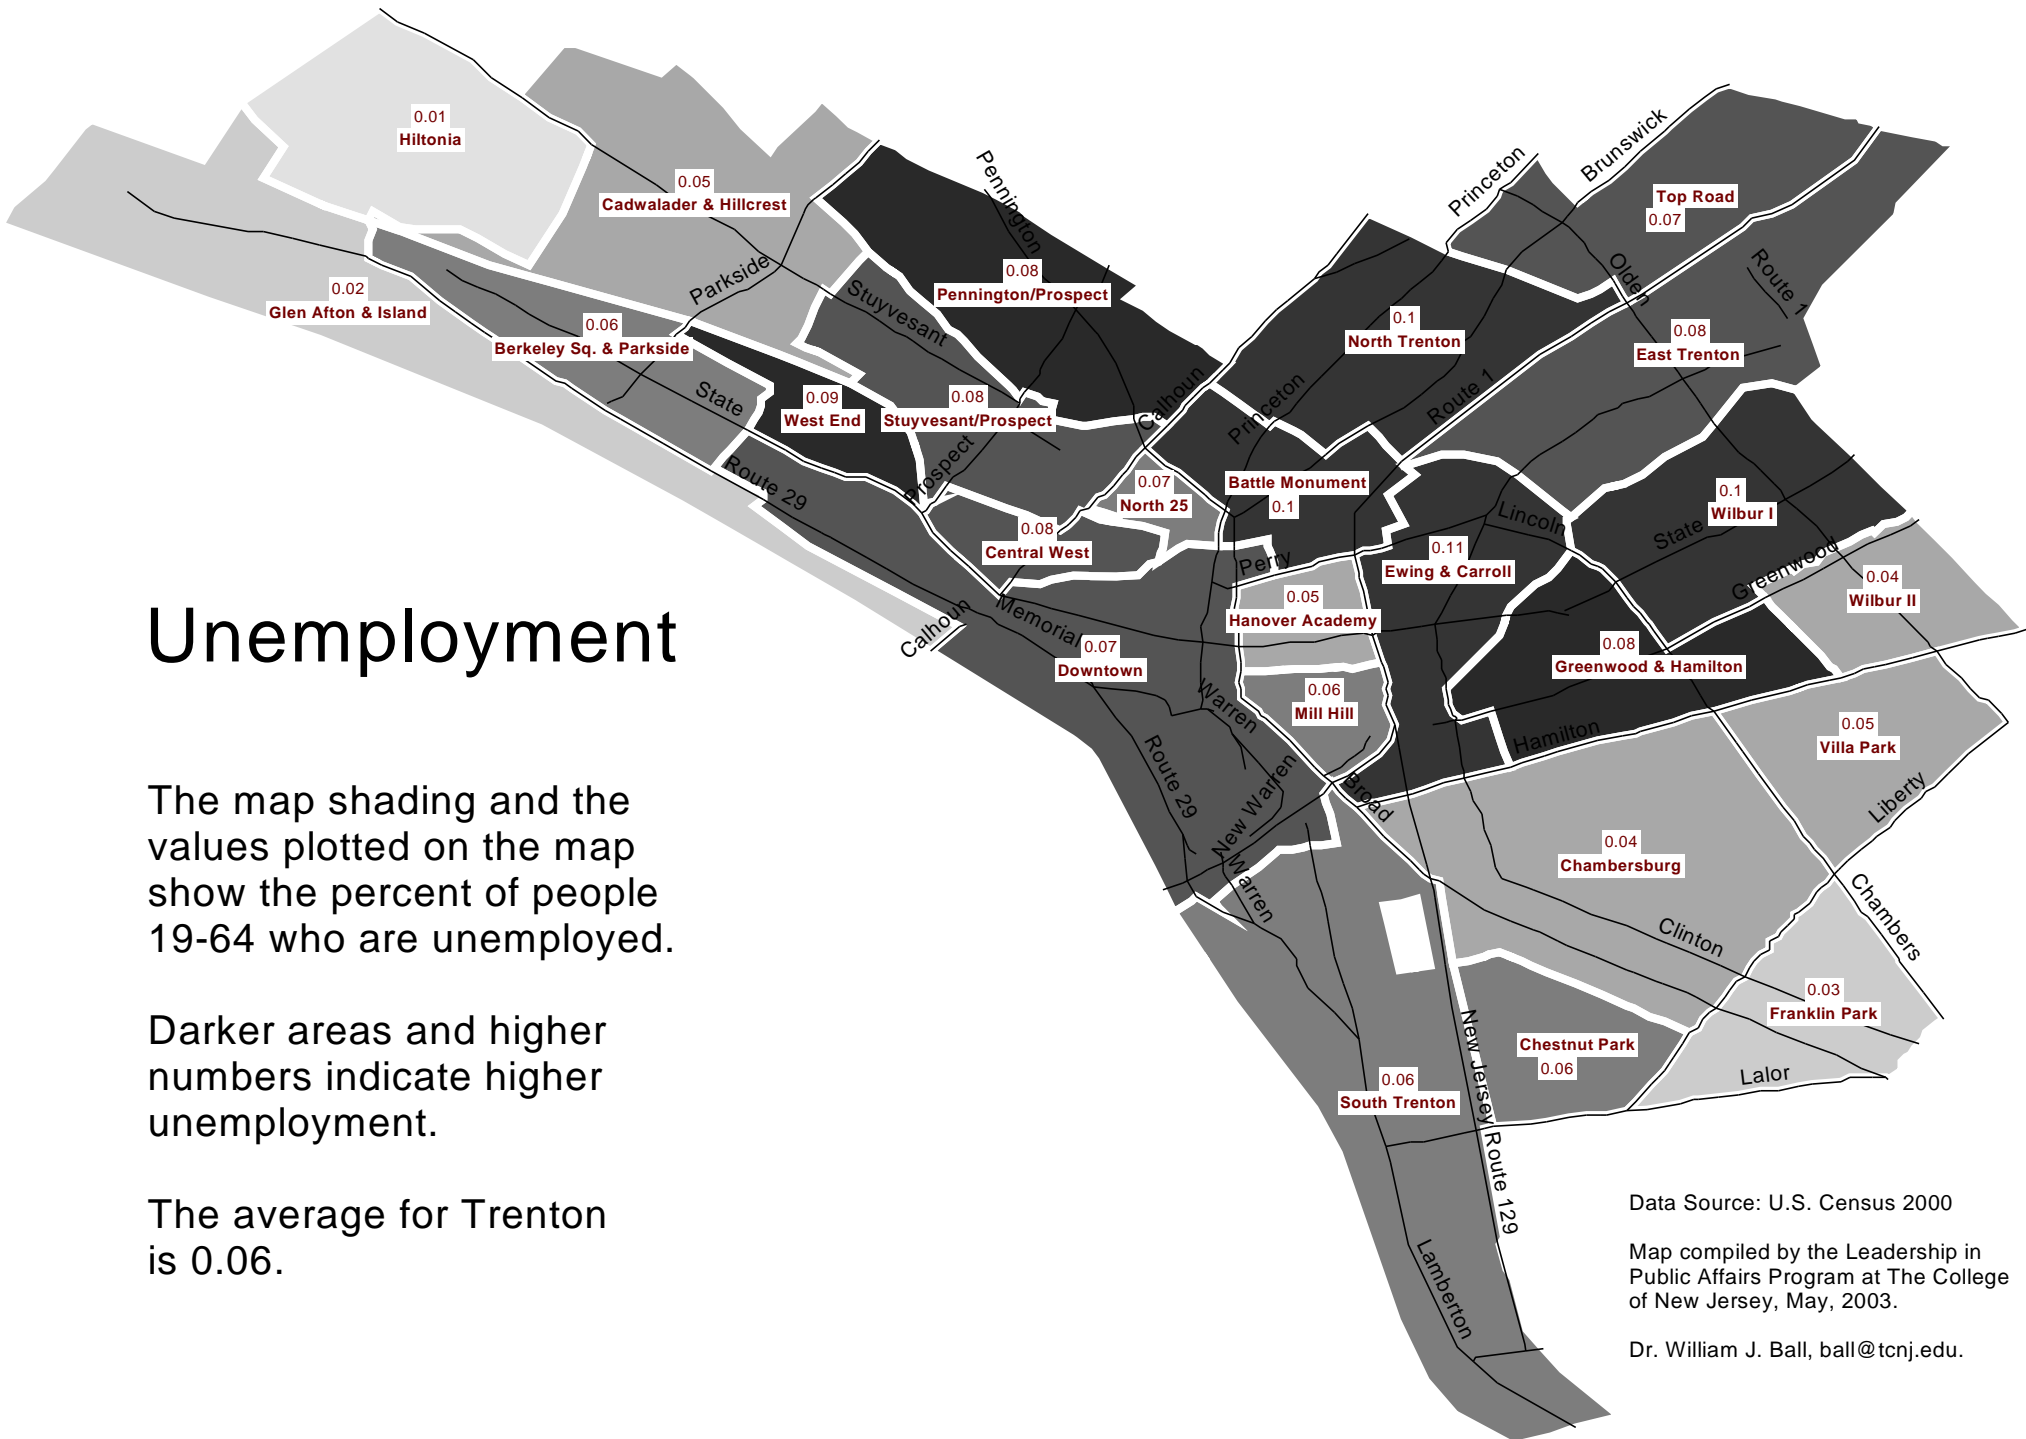 0.01
Hiltonia
0.05
Cadwalader & Hillcrest
Pennington
Princeton
Brunswick
Top Road
0.07
0.02
Glen Afton & Island
Parkside
Stuyvesant
0.08
Pennington/Prospect
Olden
Route 1
0.06
Berkeley Sq. & Parkside
0.1
North Trenton
0.08
East Trenton
State
0.09
West End
0.08
Stuyvesant/Prospect
Calhoun
Princeton
Route 1
Route 29
Prospect
0.07
North 25
Battle Monument
0.1
Lincoln
0.1
Wilbur I
State
0.08
Central West
Perry
0.11
Ewing & Carroll
Greenwood
0.04
Wilbur II
Unemployment
Calhoun
Memorial
0.05
Hanover Academy
0.07
Downtown
0.08
Greenwood & Hamilton
Warren
0.06
Mill Hill
Hamilton
0.05
Villa Park
Route 29
New Warren
Broad
Liberty
The map shading and the
values plotted on the map
show the percent of people
19-64 who are unemployed.
Warren
0.04
Chambersburg
Clinton
Chambers
0.03
Franklin Park
Darker areas and higher
numbers indicate higher
unemployment.
New Jersey Route 129
Chestnut Park
0.06
0.06
South Trenton
Lalor
The average for Trenton
is 0.06.
Lamberton
Data Source: U.S. Census 2000
Map compiled by the Leadership in
Public Affairs Program at The College
of New Jersey, May, 2003.
Dr. William J. Ball, ball@tcnj.edu.